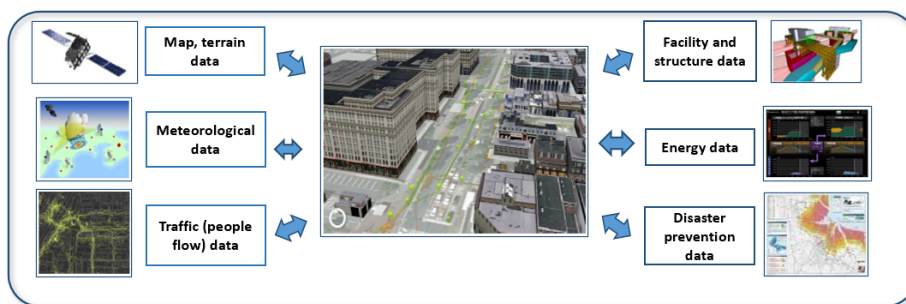 Map, terrain
data
Meteorological
data
Traffic (people
flow) data
Facility and
structure data
Energy data
Disaster
prevention
data